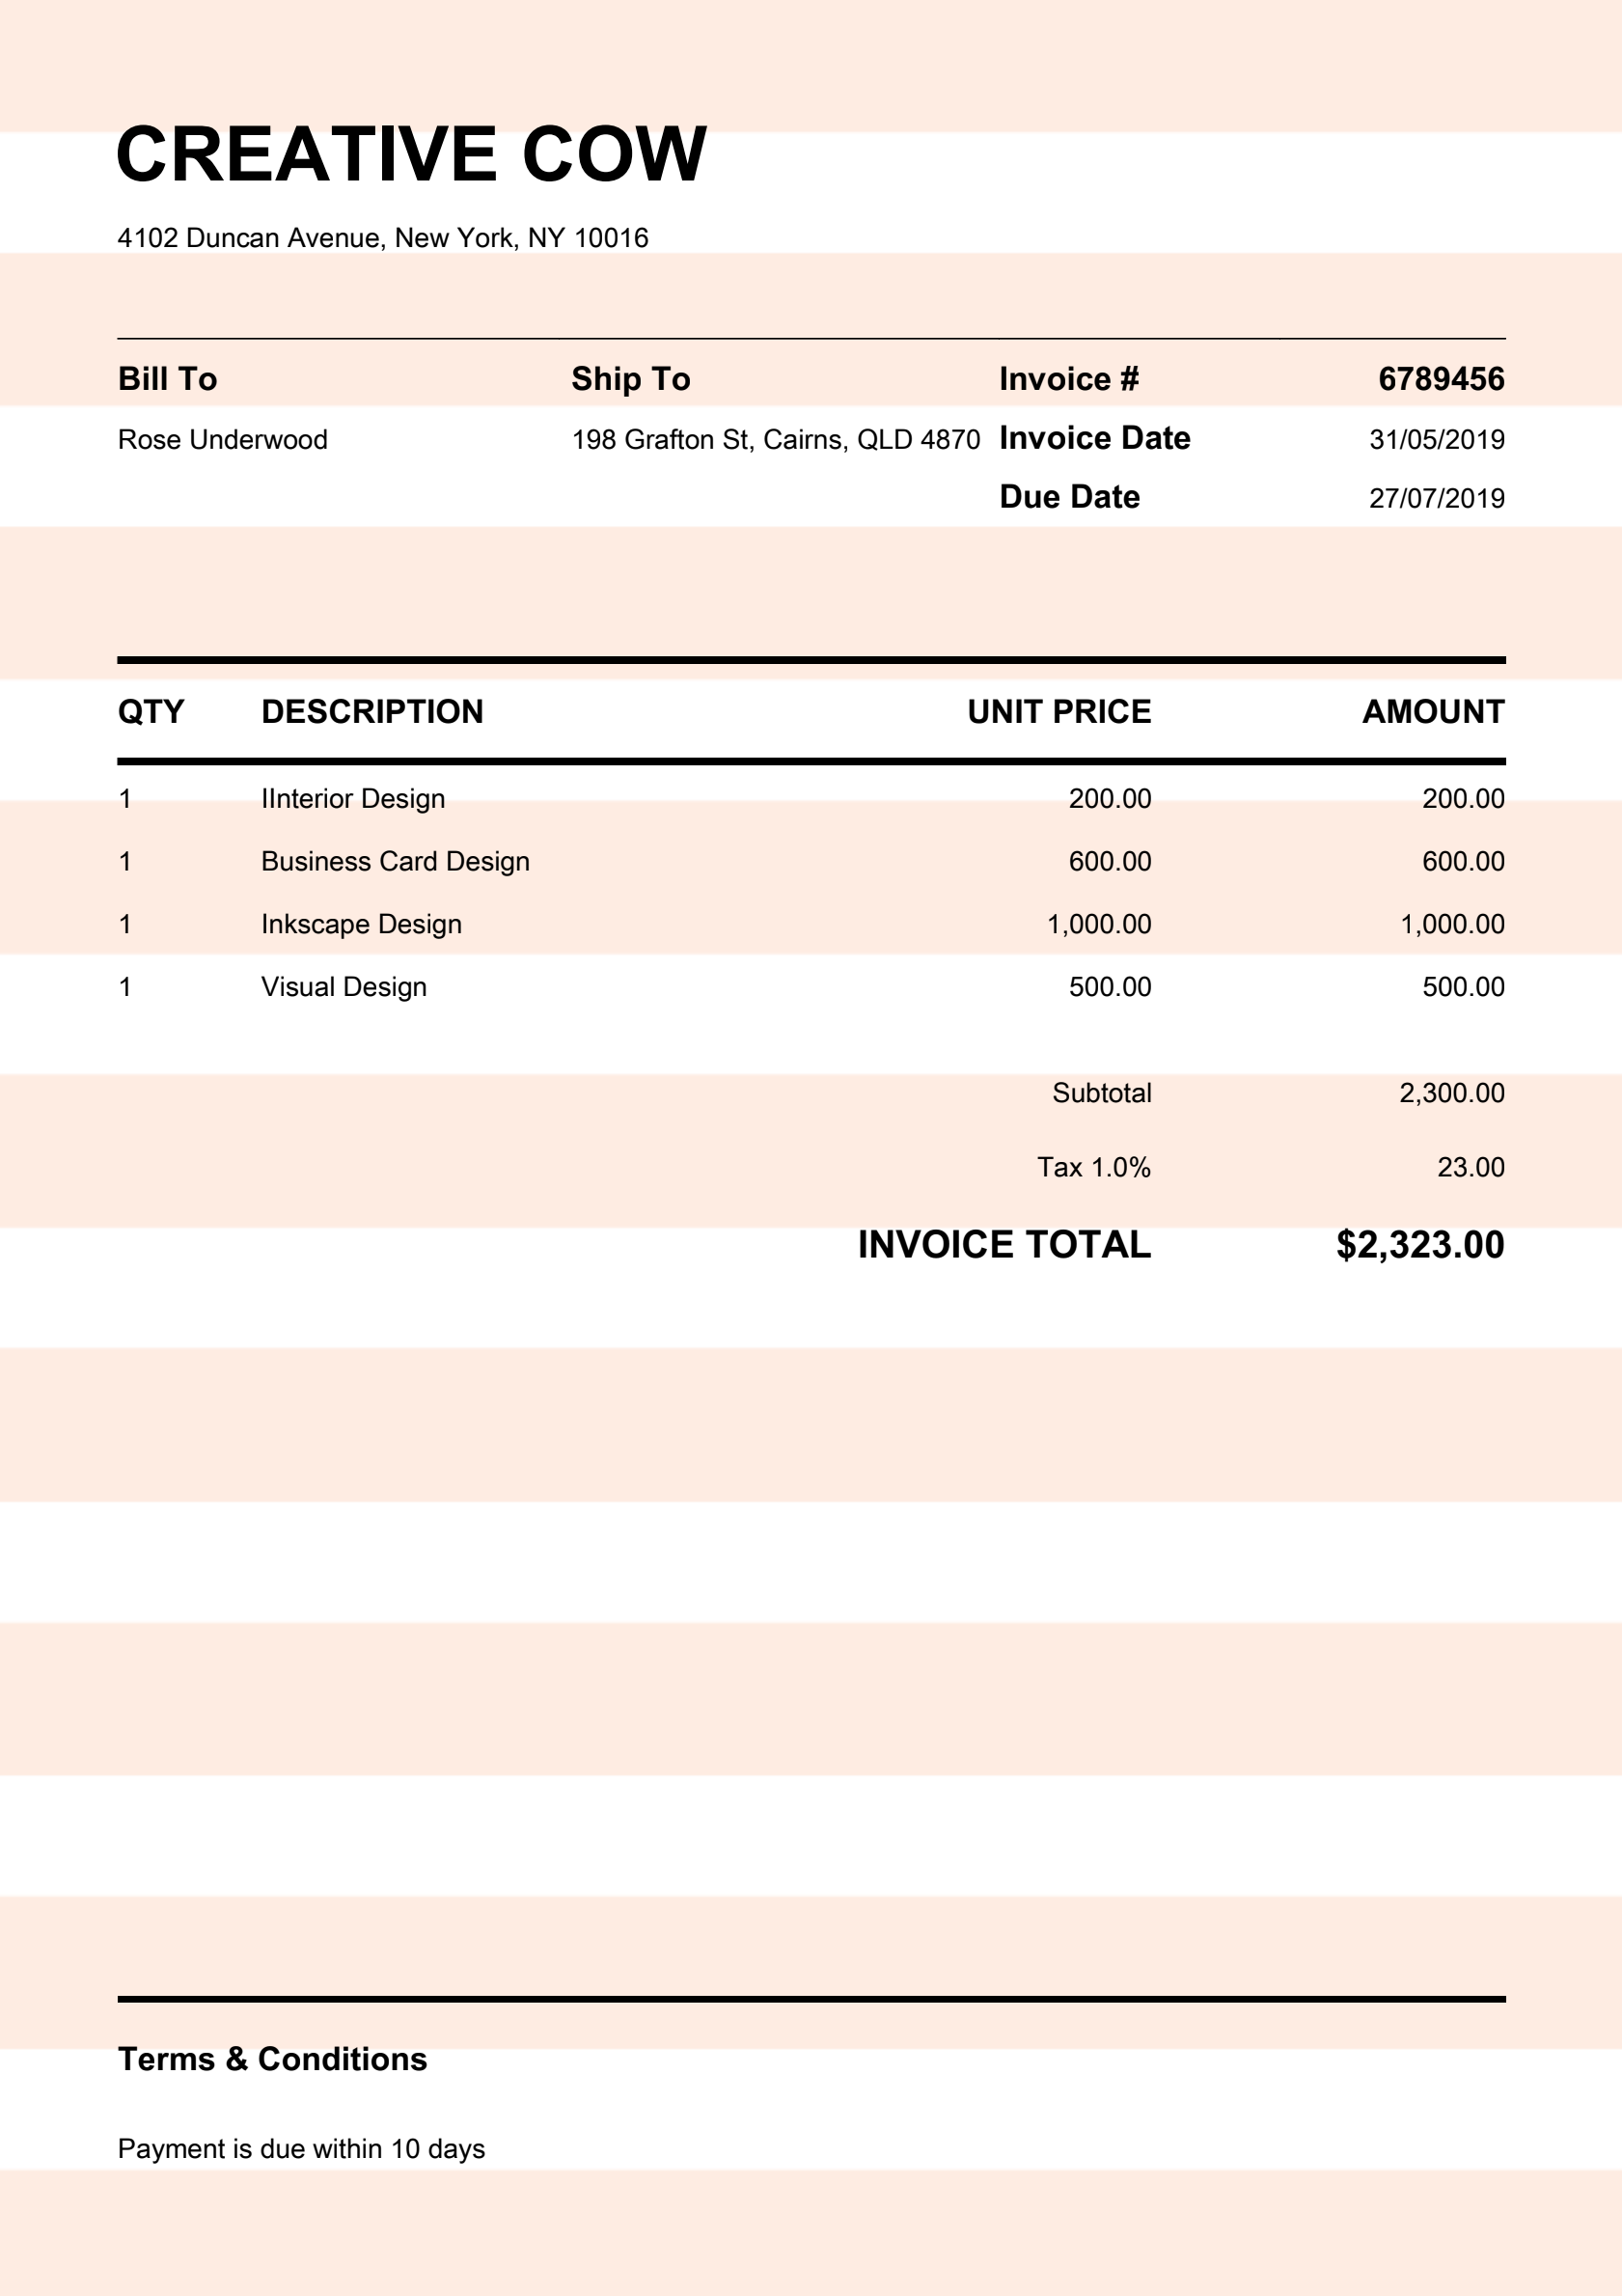 CREATIVE COW
4102 Duncan Avenue, New York, NY 10016
Bill To Ship To Invoice # 6789456
Rose Underwood 198 Grafton St, Cairns, QLD 4870 Invoice Date 31/05/2019
Due Date 27/07/2019
QTY DESCRIPTION UNIT PRICE AMOUNT
1 IInterior Design 200.00 200.00
1 Business Card Design 600.00 600.00
1 Inkscape Design 1,000.00 1,000.00
1 Visual Design 500.00 500.00
Subtotal 2,300.00
Tax 1.0% 23.00
INVOICE TOTAL $2,323.00
Terms & Conditions
Payment is due within 10 days